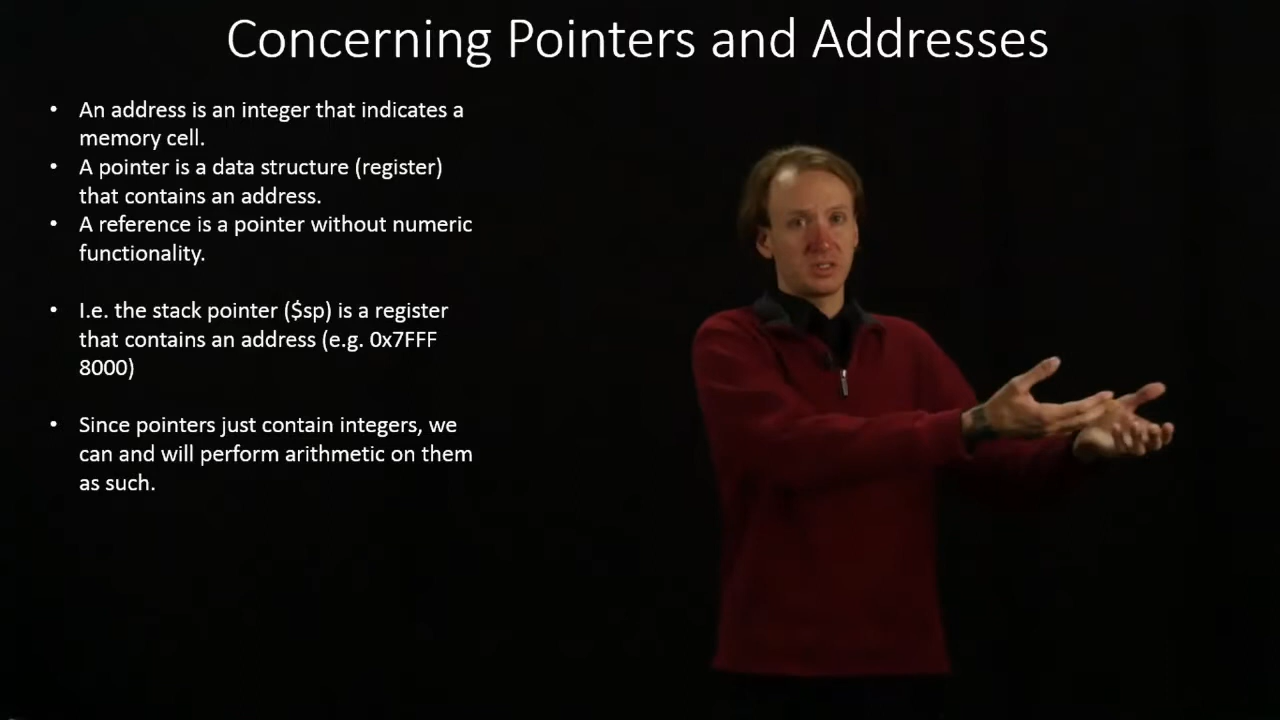 Concerning Pointers and Addresses
• An address is an integer that indicates a
memory cell.
• A pointer is a data structure (register)
that contains an address.
• A reference is a pointer without numeric
functionality.
• I.e. the stack pointer ($sp) is a register
that contains an address (e.g. 0x7FFF
8000)
• Since pointers just contain integers, we
can and will perform arithmetic on them
as such.